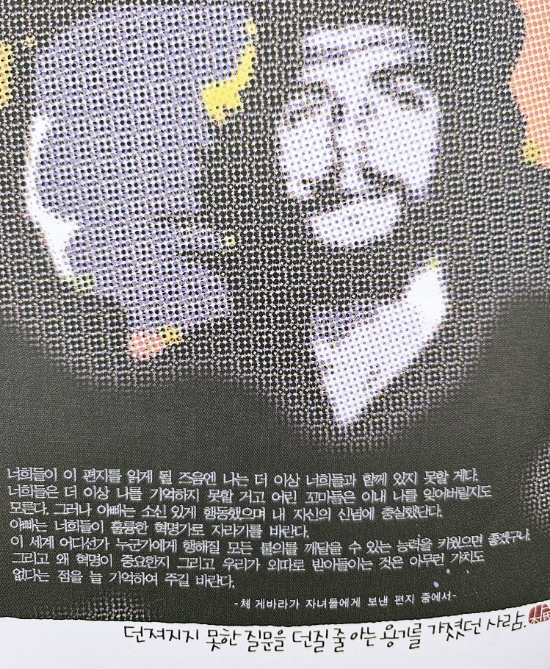 너희들이 이 편지를 읽게 될 즈음엔 나는 더 이상 너희들과 함께 있지 못할 게다.
너희들은 더 이상 나를 기억하지 못할 거고 어린 꼬마들은 이내 나를 잊어버릴지도
모른다. 그러나 아빠는 소신 있게 행동했으며 내 자신의 신념에 충실했단다.
아빠는 너희들이 훌륭한 혁명가로 자라기를 바란다.
이 세계 어디선가 누군가에게 행해질 모든 불의를 깨달을 수 있는 능력을 키웠으면 좋겠구나.
그리고 왜 혁명이 중요한지 그리고 우리가 외따로 받아들이는 것은 아무런 가치도
없다는 점을 늘 기억하여 주길 바란다.
-체 게바라가 자녀들에게 보낸 편지 중에서-
던져지지 못한 질문을 던질 줄 아는 용기를 가졌던 사람.